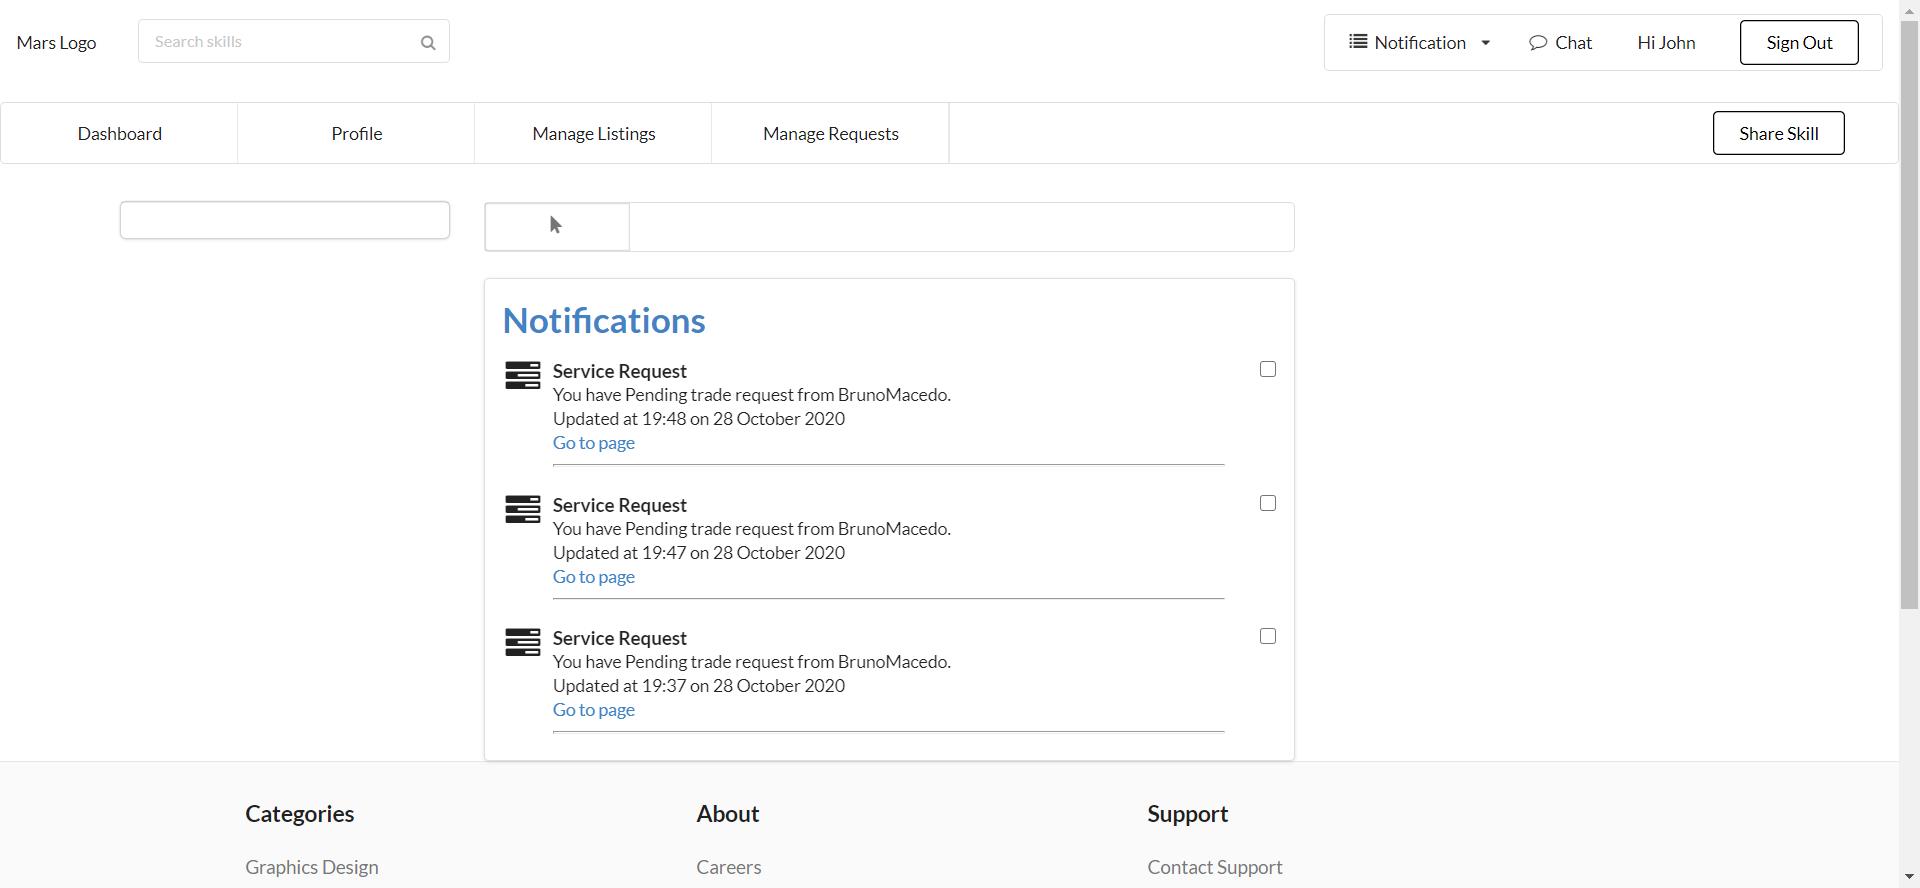 Mars Logo
Search skills
Notification
Chat
Hi John
Sign Out
Dashboard
Profile
Manage Listings
Manage Requests
Share Skill
Notifications
Service Request
You have Pending trade request from BrunoMacedo.
Updated at 19:48 on 28 October 2020
Go to page
Service Request
You have Pending trade request from BrunoMacedo.
Updated at 19:47 on 28 October 2020
Go to page
Service Request
You have Pending trade request from BrunoMacedo.
Updated at 19:37 on 28 October 2020
Go to page
Categories
About
Support
Graphics Design
Careers
Contact Support